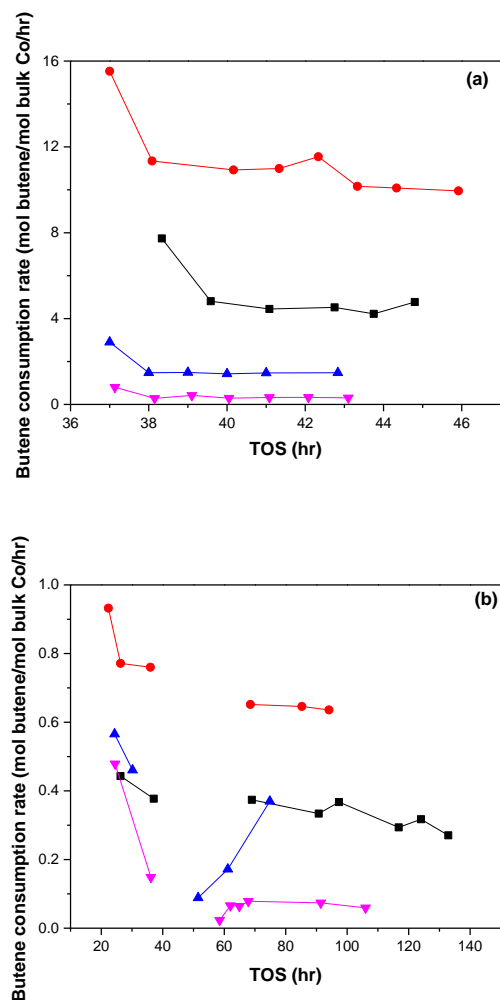 (a)
Butene consumption rate (mol butene/mol bulk Co/hr)
16
12
8
4
0
36 38 40 42 44 46
TOS (hr)
(b)
Butene consumption rate (mol butene/mol bulk Co/hr)
1.0
0.8
0.6
0.4
0.2
0.0
20 40 60 80 100 120 140
TOS (hr)